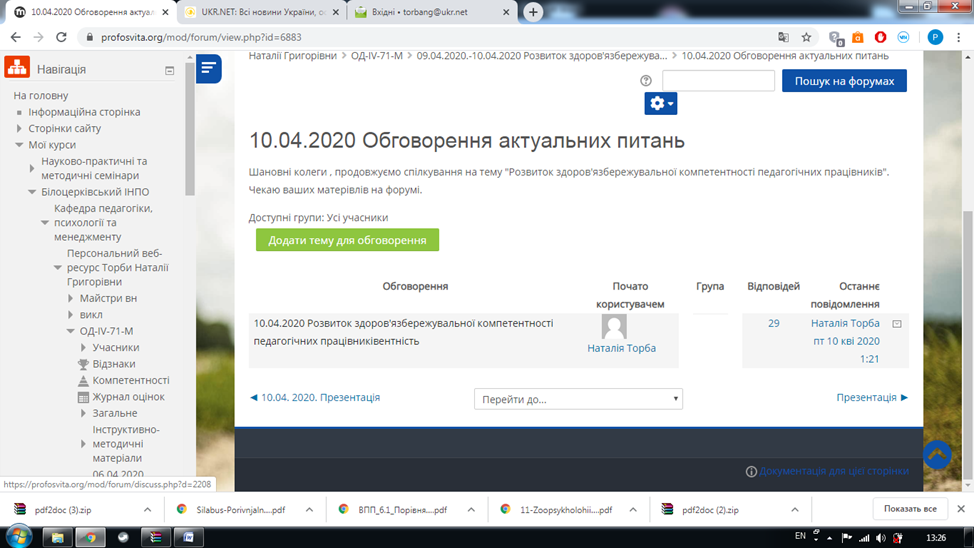 10.04.2020 Обговорення актуал
UKR.NET: Всі новини України, ос
Вхідні • torbang@ukr.net
profosvita.org/mod/forum/view.php?id=6883
Навігація
На головну
Інформаційна сторінка
Сторінки сайту
Мої курси
Науково-практичні та
методичні семінари
Білоцерківський ІНПО
Кафедра педагогіки,
психології та
менеджменту
Персональний веб-
ресурс Торби Наталії
Григорівни
Майстри вн
викл
ОД-IV-71-М
Учасники
Відзнаки
Компетентності
Журнал оцінок
Загальне
Інструктивно-
методичні
матеріали
06.04.2020
https://profosvita.org/mod/forum/discuss.php?d=2208
Наталії Григорівни > ОД-IV-71-М > 09.04.2020.-10.04.2020 Розвиток здоров'язбережува... > 10.04.2020 Обговорення актуальних питань
Пошук на форумах
10.04.2020 Обговорення актуальних питань
Шановні колеги , продовжуємо спілкування на тему "Розвиток здоров'язбережувальної компетентності педагогічних працівників".
Чекаю ваших матерівлів на форумі.
Доступні групи: Усі учасники
Додати тему для обговорення
Обговорення Почато користувачем Група Відповідей Останнє повідомлення
10.04.2020 Розвиток здоров'язбережувальної компетентності
педагогічних працівниківентність
Наталія Торба
29
Наталія Торба
пт 10 кві 2020
1:21
◄ 10.04. 2020. Презентація
Перейти до...
Презентація ►
Документація для цієї сторінки
pdf2doc (3).zip
Silabus-Porivnjaln....pdf
ВПП_6.1_Порівня....pdf
11-Zoopsykholohii....pdf
pdf2doc (2).zip
Показать все
EN
13:26